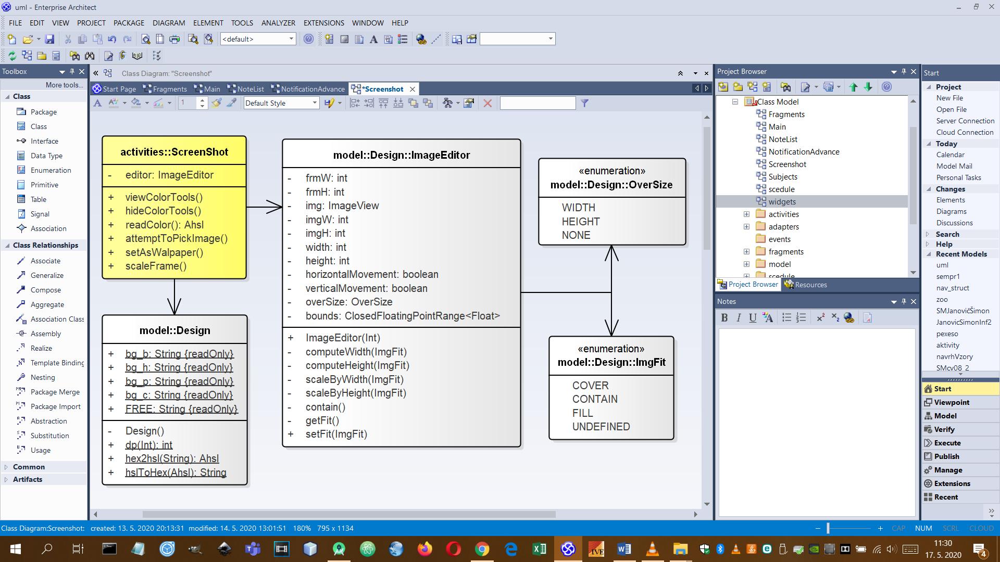 uml - Enterprise Architect
FILE EDIT VIEW PROJECT PACKAGE DIAGRAM ELEMENT TOOLS ANALYZER EXTENSIONS WINDOW HELP
<default>
Toolbox
More tools...
Class
Package
Class
Interface
Data Type
Enumeration
Primitive
Table
Signal
Association
Class Relationships
Associate
Generalize
Compose
Aggregate
Association Class
Assembly
Realize
Template Binding
Nesting
Package Merge
Package Import
Abstraction
Substitution
Usage
Common
Artifacts
Class Diagram: "Screenshot"
Start Page Fragments Main NoteList NotificationAdvance *Screenshot
1 Default Style
activities::ScreenShot
- editor: ImageEditor
+ viewColorTools()
+ hideColorTools()
+ readColor(): Ahsl
+ attemptToPickImage()
+ setAsWalpaper()
+ scaleFrame()
model::Design
+ bg_b: String {readOnly}
+ bg_h: String {readOnly}
+ bg_p: String {readOnly}
+ bg_c: String {readOnly}
+ FREE: String {readOnly}
- Design()
+ dp(Int): int
+ hex2hsl(String): Ahsl
+ hslToHex(Ahsl): String
model::Design::ImageEditor
- frmW: int
- frmH: int
- img: ImageView
- imgW: int
- imgH: int
- width: int
- height: int
- horizontalMovement: boolean
- verticalMovement: boolean
- overSize: OverSize
- bounds: ClosedFloatingPointRange<Float>
+ ImageEditor(Int)
- computeWidth(ImgFit)
- computeHeight(ImgFit)
- scaleByWidth(ImgFit)
- scaleByHeight(ImgFit)
- contain()
- getFit()
+ setFit(ImgFit)
«enumeration»
model::Design::OverSize
WIDTH
HEIGHT
NONE
«enumeration»
model::Design::ImgFit
COVER
CONTAIN
FILL
UNDEFINED
Project Browser
Class Model
Fragments
Main
NoteList
NotificationAdvance
Screenshot
Subjects
scedule
widgets
activities
adapters
events
fragments
model
scedule
Project Browser Resources
Notes
B I U A x² x₂
Start
Project
New File
Open File
Server Connection
Cloud Connection
Today
Calendar
Model Mail
Personal Tasks
Changes
Elements
Diagrams
Discussions
Search
Help
Recent Models
uml
sempr1
nav_struct
zoo
SMJanovičŠimon
JanovicSimonInf2
pexeso
aktivity
navrhVzory
SMcv08_2
Start
Viewpoint
Model
Verify
Execute
Publish
Manage
Extensions
Recent
Class Diagram:Screenshot: created: 13. 5. 2020 20:13:31 modified: 14. 5. 2020 13:01:51 180% 795 x 1134
CAP NUM SCRL CLOUD
IVE
11:30
17. 5. 2020
4